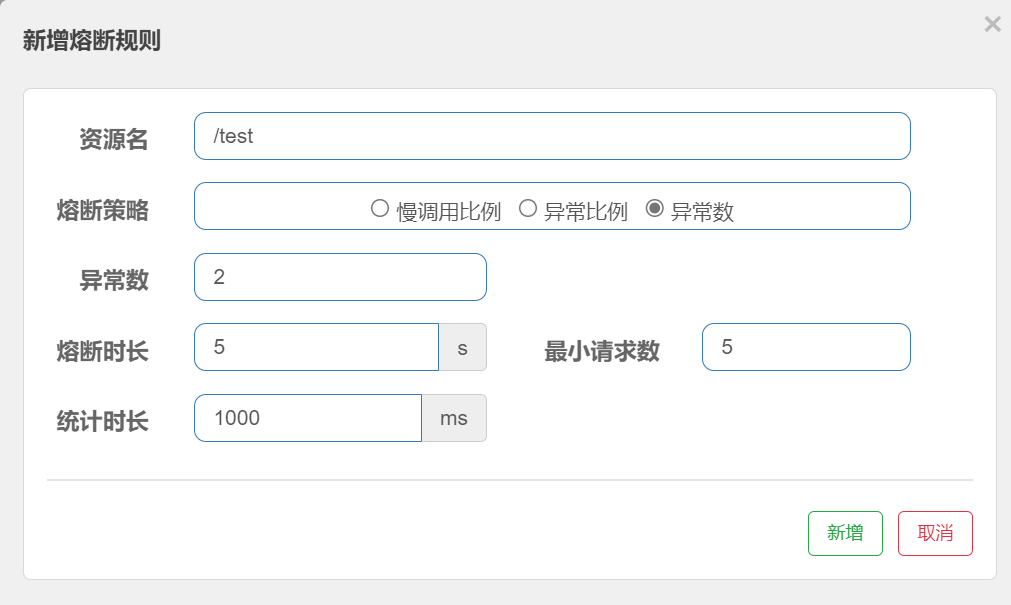 新增熔断规则
×
资源名 /test
熔断策略 慢调用比例 异常比例 异常数
异常数 2
熔断时长 5 s 最小请求数 5
统计时长 1000 ms
新增 取消